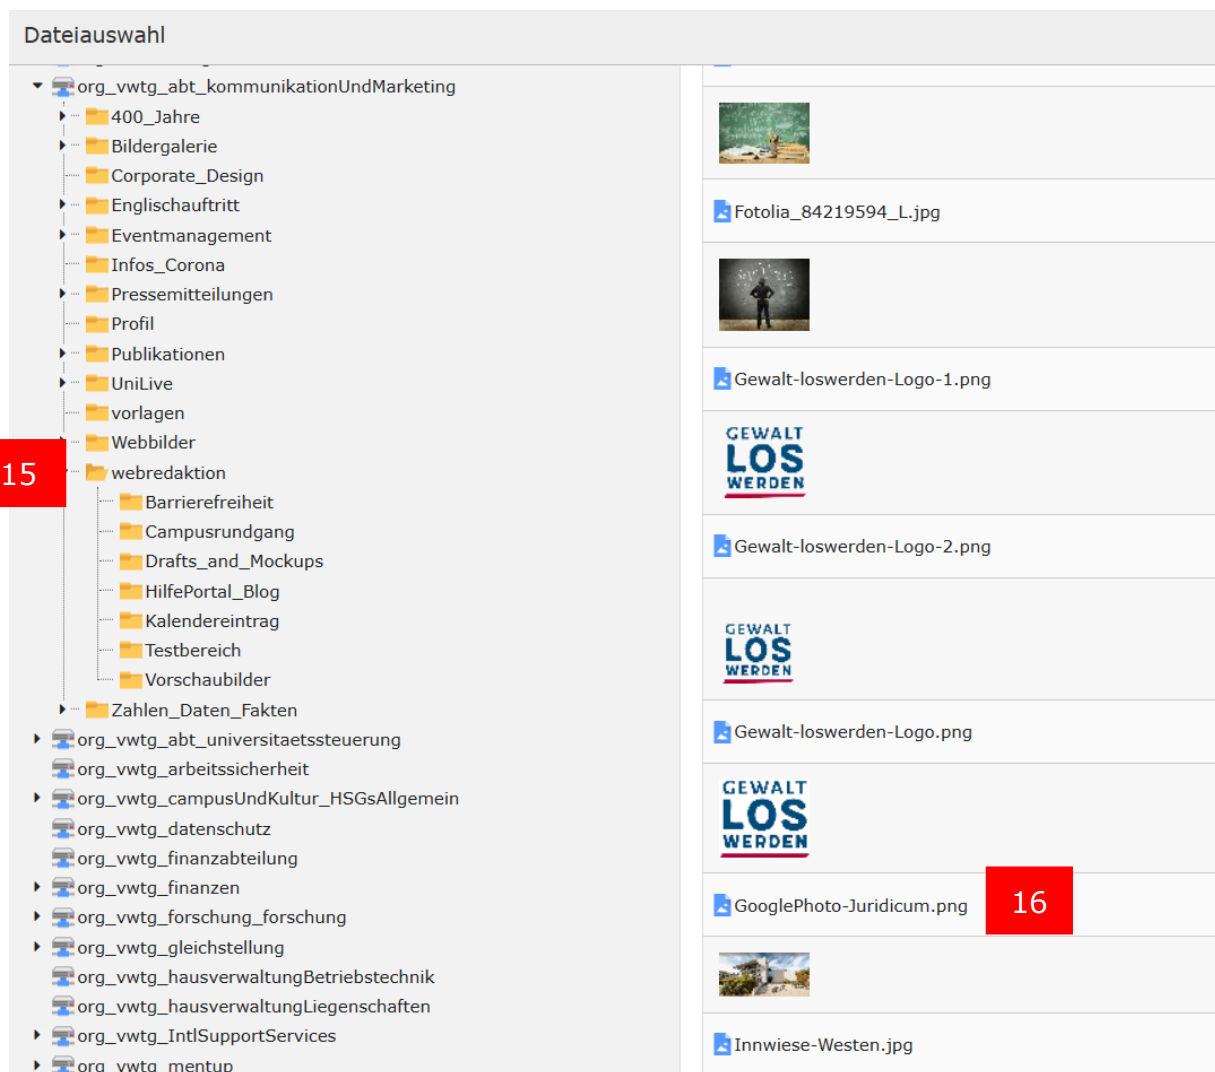 Dateiauswahl
org_vwtg_abt_kommunikationUndMarketing
400_Jahre
Bildergalerie
Corporate_Design
Englischauftritt
Eventmanagement
Infos_Corona
Pressemitteilungen
Profil
Publikationen
UniLive
vorlagen
Webbilder
15
webredaktion
Barrierefreiheit
Campusrundgang
Drafts_and_Mockups
HilfePortal_Blog
Kalendereintrag
Testbereich
Vorschaubilder
Zahlen_Daten_Fakten
org_vwtg_abt_universitaetssteuerung
org_vwtg_arbeitssicherheit
org_vwtg_campusUndKultur_HSGsAllgemein
org_vwtg_datenschutz
org_vwtg_finanzabteilung
org_vwtg_finanzen
org_vwtg_forschung_forschung
org_vwtg_gleichstellung
org_vwtg_hausverwaltungBetriebstechnik
org_vwtg_hausverwaltungLiegenschaften
org_vwtg_IntlSupportServices
org_vwtg_mentup
Fotolia_84219594_L.jpg
Gewalt-loswerden-Logo-1.png
GEWALT
LOS
WERDEN
Gewalt-loswerden-Logo-2.png
GEWALT
LOS
WERDEN
Gewalt-loswerden-Logo.png
GEWALT
LOS
WERDEN
GooglePhoto-Juridicum.png
16
Innwiese-Westen.jpg